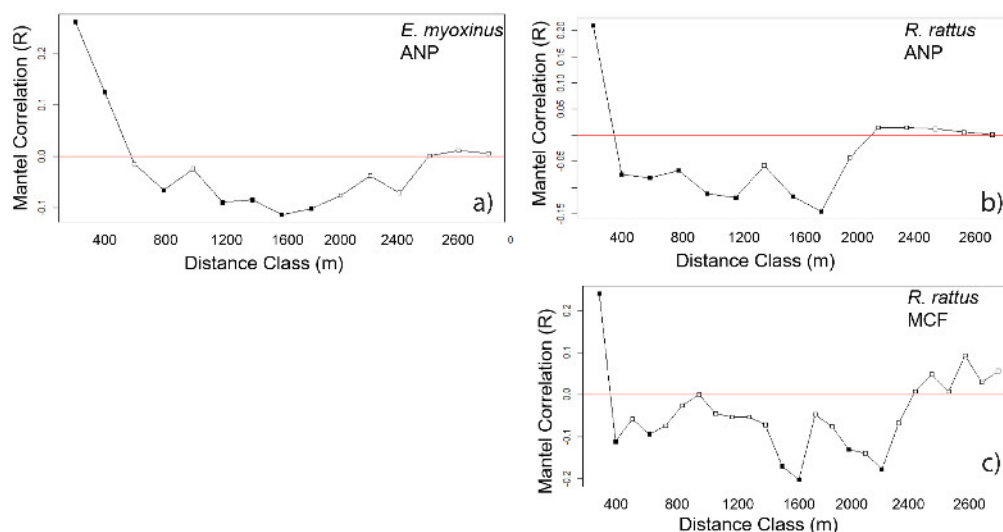 E. myoxinus
ANP
Mantel Correlation (R)
0.2
0.1
0.0
0.1
a)
400 800 1200 1600 2000 2400 2600 0
Distance Class (m)
R. rattus
ANP
Mantel Correlation (R)
0.20
0.15
0.10
0.05
-0.05
-0.15
b)
400 800 1200 1600 2000 2400 2600
Distance Class (m)
R. rattus
MCF
Mantel Correlation (R)
0.2
0.1
0.0
-0.1
-0.2
c)
400 800 1200 1600 2000 2400 2600
Distance Class (m)